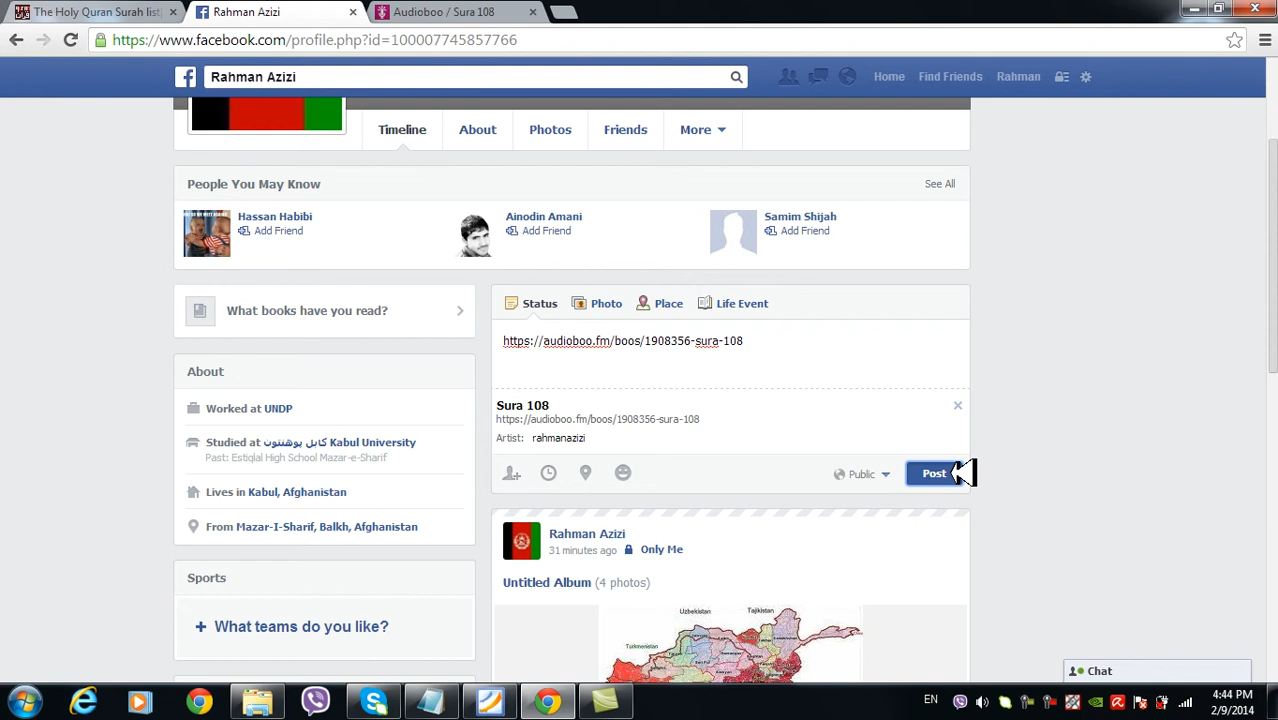 The Holy Quran Surah list|
Rahman Azizi
Audioboo / Sura 108
https://www.facebook.com/profile.php?id=100007745857766
Rahman Azizi
Home
Find Friends
Rahman
Timeline
About
Photos
Friends
More
People You May Know
See All
Hassan Habibi
Add Friend
Ainodin Amani
Add Friend
Samim Shijah
Add Friend
What books have you read?
About
Worked at UNDP
Studied at کابل پوهنتون Kabul University
Past: Estiqlal High School Mazar-e-Sharif
Lives in Kabul, Afghanistan
From Mazar-I-Sharif, Balkh, Afghanistan
Sports
+ What teams do you like?
Status
Photo
Place
Life Event
https://audioboo.fm/boos/1908356-sura-108
Sura 108
https://audioboo.fm/boos/1908356-sura-108
Artist: rahmanazizi
Public
Post
Rahman Azizi
31 minutes ago
Only Me
Untitled Album (4 photos)
Uzbekistan
Tajikistan
Turkmenistan
Chat
EN
4:44 PM
2/9/2014